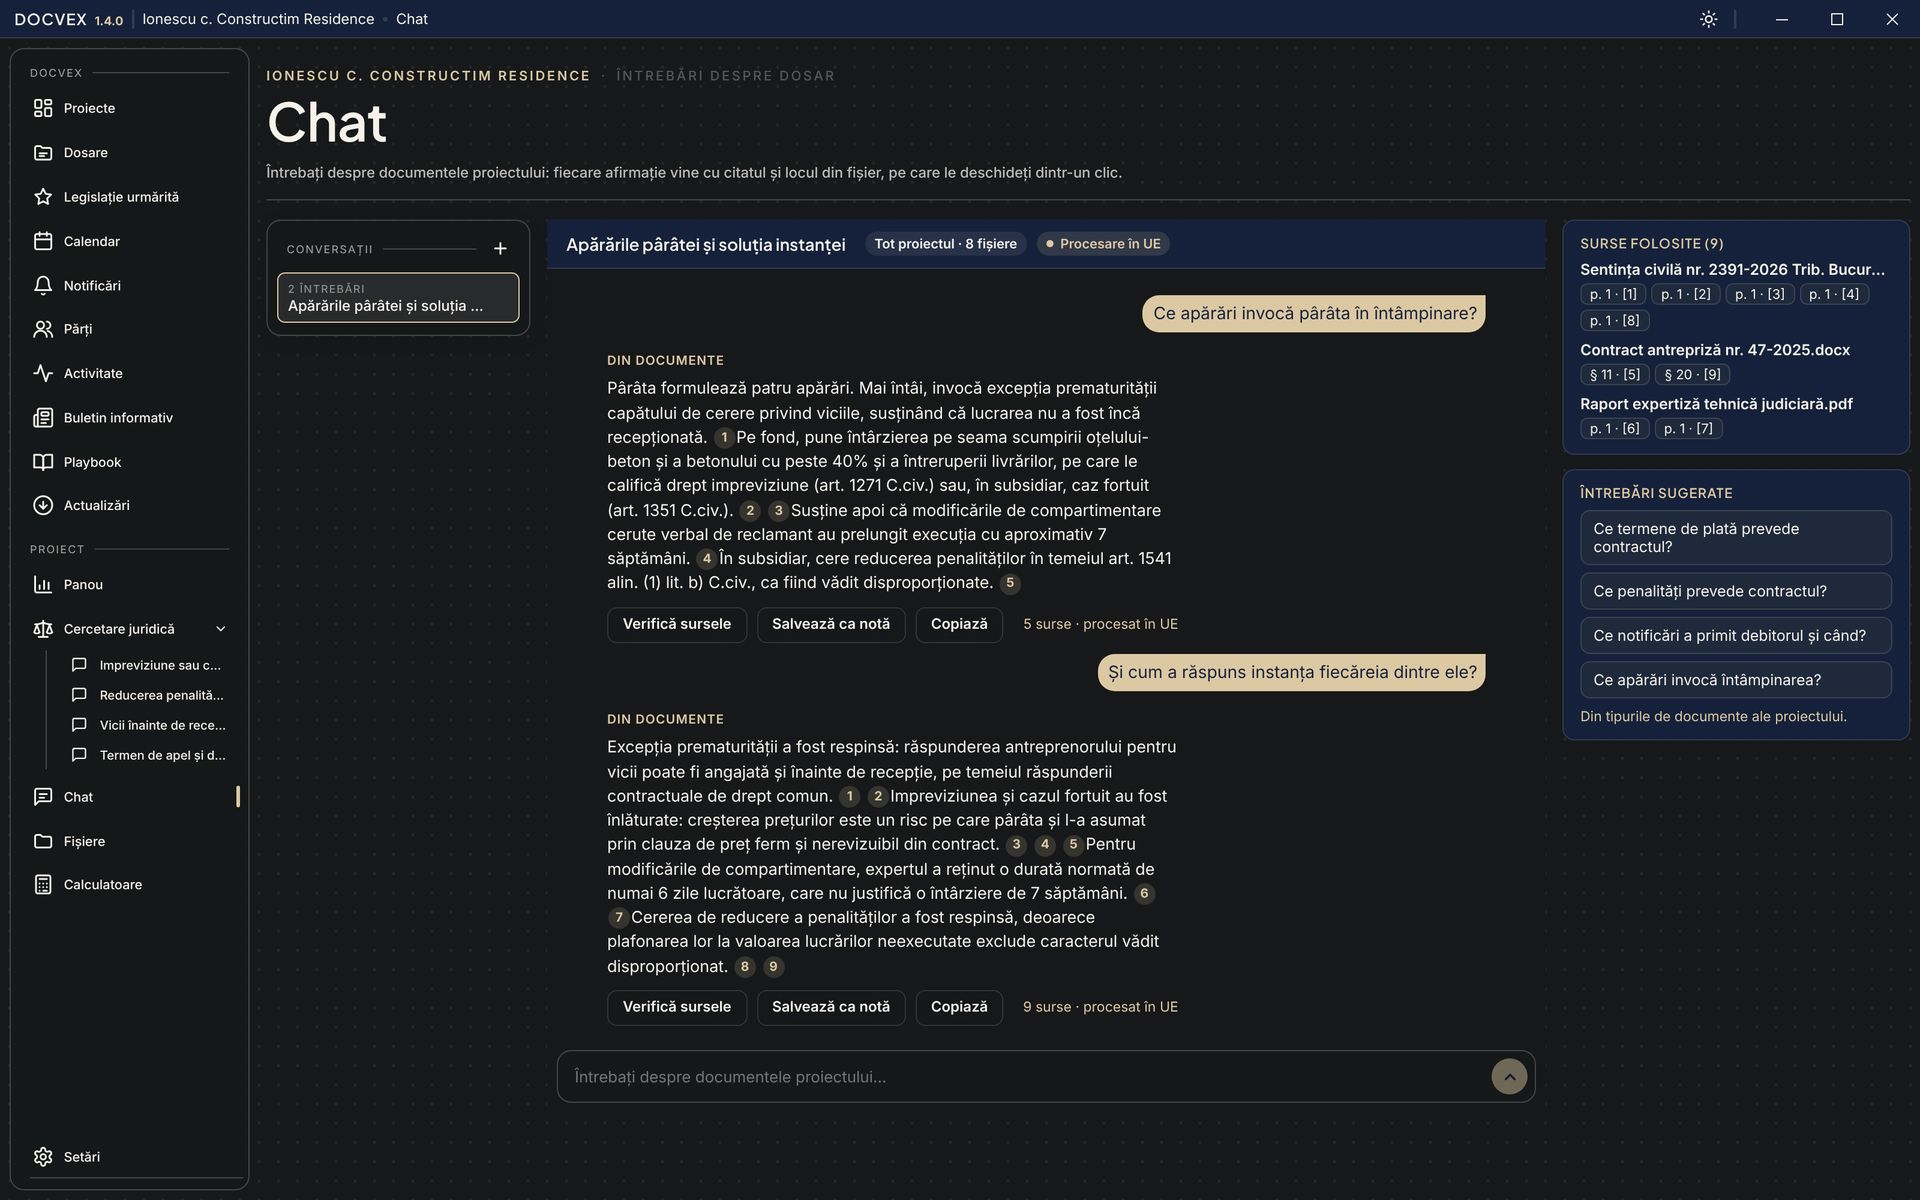 DOCVEX 1.4.0 Ionescu c. Constructim Residence • Chat
DOCVEX
Proiecte
Dosare
Legislație urmărită
Calendar
Notificări
Părți
Activitate
Buletin informativ
Playbook
Actualizări
PROIECT
Panou
Cercetare juridică
Impreviziune sau c...
Reducerea penalită...
Vicii înainte de rece...
Termen de apel și d...
Chat
Fișiere
Calculatoare
Setări
IONESCU C. CONSTRUCTIM RESIDENCE · ÎNTREBĂRI DESPRE DOSAR
Chat
Întrebați despre documentele proiectului: fiecare afirmație vine cu citatul și locul din fișier, pe care le deschideți dintr-un clic.
CONVERSAȚII
2 ÎNTREBĂRI
Apărările pârâtei și soluția ...
Apărările pârâtei și soluția instanței Tot proiectul · 8 fișiere Procesare în UE
Ce apărări invocă pârâta în întâmpinare?
DIN DOCUMENTE
Pârâta formulează patru apărări. Mai întâi, invocă excepția prematurității
capătului de cerere privind viciile, susținând că lucrarea nu a fost încă
recepționată. 1 Pe fond, pune întârzierea pe seama scumpirii oțelului-
beton și a betonului cu peste 40% și a întreruperii livrărilor, pe care le
califică drept impreviziune (art. 1271 C.civ.) sau, în subsidiar, caz fortuit
(art. 1351 C.civ.). 2 3 Susține apoi că modificările de compartimentare
cerute verbal de reclamant au prelungit execuția cu aproximativ 7
săptămâni. 4 În subsidiar, cere reducerea penalităților în temeiul art. 1541
alin. (1) lit. b) C.civ., ca fiind vădit disproporționate. 5
Verifică sursele Salvează ca notă Copiază 5 surse · procesat în UE
Și cum a răspuns instanța fiecăreia dintre ele?
DIN DOCUMENTE
Excepția prematurității a fost respinsă: răspunderea antreprenorului pentru
vicii poate fi angajată și înainte de recepție, pe temeiul răspunderii
contractuale de drept comun. 1 2 Impreviziunea și cazul fortuit au fost
înlăturate: creșterea prețurilor este un risc pe care pârâta și l-a asumat
prin clauza de preț ferm și nerevizuibil din contract. 3 4 5 Pentru
modificările de compartimentare, expertul a reținut o durată normată de
numai 6 zile lucrătoare, care nu justifică o întârziere de 7 săptămâni. 6
7 Cererea de reducere a penalităților a fost respinsă, deoarece
plafonarea lor la valoarea lucrărilor neexecutate exclude caracterul vădit
disproporționat. 8 9
Verifică sursele Salvează ca notă Copiază 9 surse · procesat în UE
Întrebați despre documentele proiectului...
SURSE FOLOSITE (9)
Sentința civilă nr. 2391-2026 Trib. Bucur...
p. 1 · [1] p. 1 · [2] p. 1 · [3] p. 1 · [4]
p. 1 · [8]
Contract antrepriză nr. 47-2025.docx
§ 11 · [5] § 20 · [9]
Raport expertiză tehnică judiciară.pdf
p. 1 · [6] p. 1 · [7]
ÎNTREBĂRI SUGERATE
Ce termene de plată prevede
contractul?
Ce penalități prevede contractul?
Ce notificări a primit debitorul și când?
Ce apărări invocă întâmpinarea?
Din tipurile de documente ale proiectului.